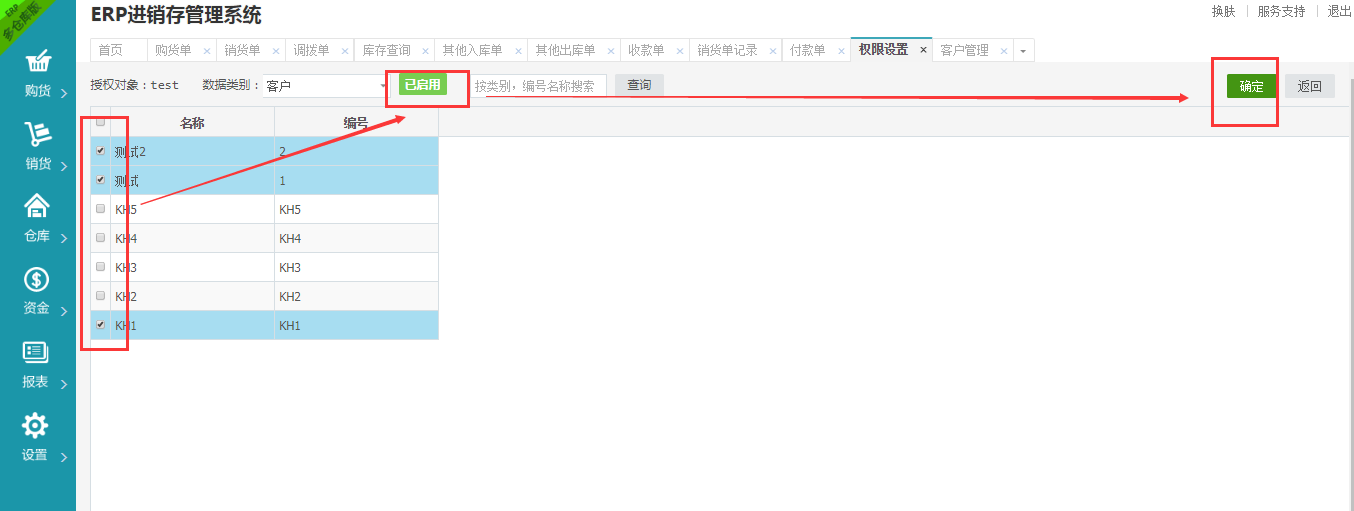 ERP
多仓库版
ERP进销存管理系统
换肤 服务支持 退出
首页 购货单 销货单 调拨单 库存查询 其他入库单 其他出库单 收款单 销货单记录 付款单 权限设置 客户管理
授权对象：test 数据类别：客户 已启用 按类别，编号名称搜索 查询 确定 返回
购货
销货
仓库
资金
报表
设置
名称 编号
测试2 2
测试 1
KH5 KH5
KH4 KH4
KH3 KH3
KH2 KH2
KH1 KH1